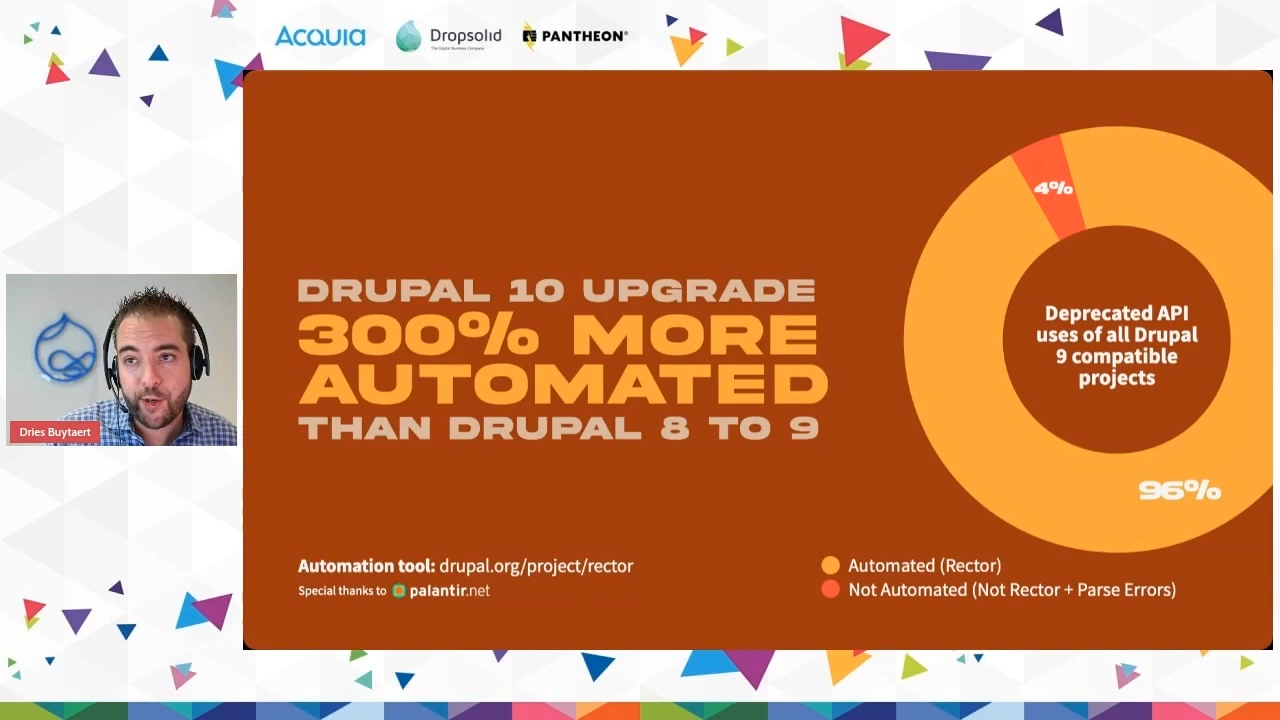 Acquia
Dropsolid
The Digital Business Company
PANTHEON®
DRUPAL 10 UPGRADE
300% MORE
AUTOMATED
THAN DRUPAL 8 TO 9
4%
Deprecated API
uses of all Drupal
9 compatible
projects
96%
Automation tool: drupal.org/project/rector
Special thanks to palantir.net
Automated (Rector)
Not Automated (Not Rector + Parse Errors)
Dries Buytaert